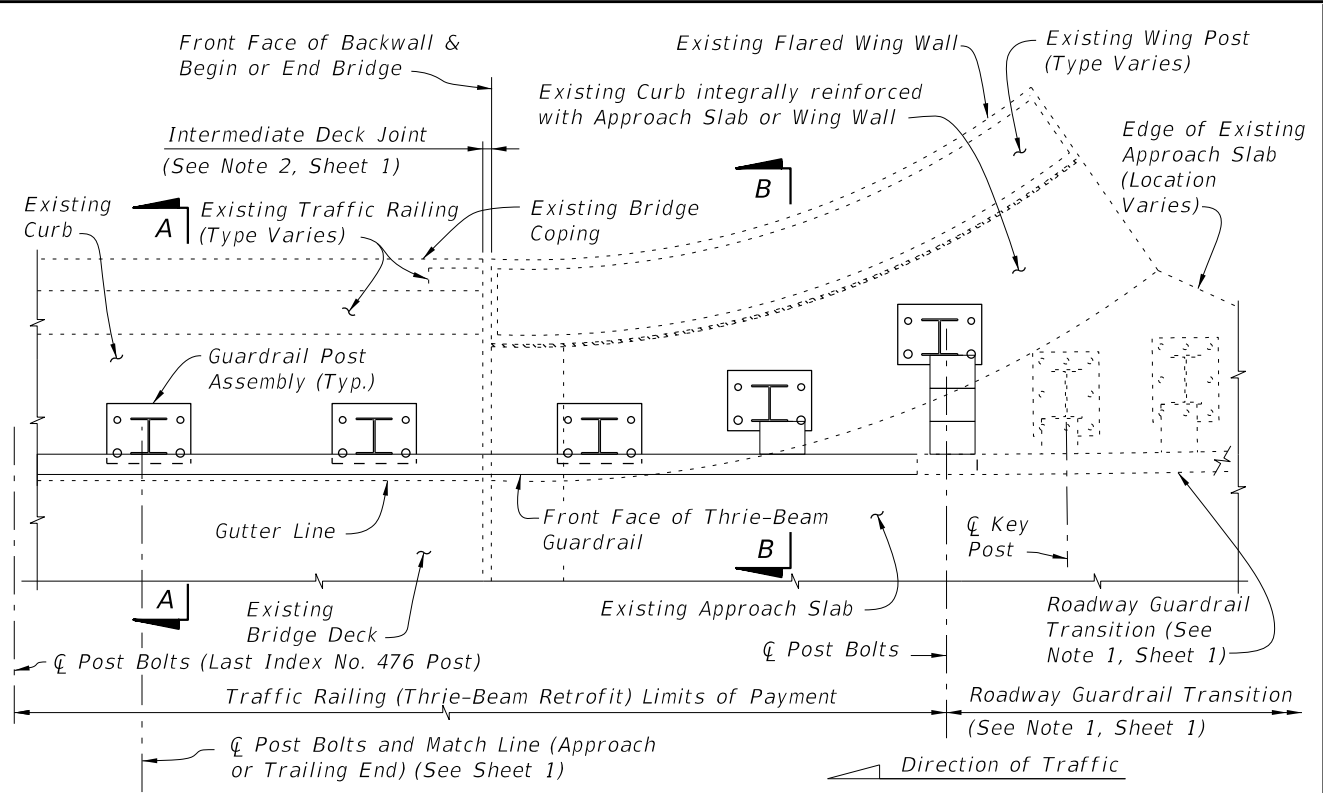 Front Face of Backwall &
Begin or End Bridge
Existing Flared Wing Wall
Existing Wing Post
(Type Varies)
Existing Curb integrally reinforced
with Approach Slab or Wing Wall
Edge of Existing
Approach Slab
(Location
Varies)
Intermediate Deck Joint
(See Note 2, Sheet 1)
B
Existing
Curb
A
Existing Traffic Railing
(Type Varies)
Existing Bridge
Coping
Guardrail Post
Assembly (Typ.)
Gutter Line
Front Face of Thrie-Beam
Guardrail
B
℄ Key
Post
A
Existing
Bridge Deck
Existing Approach Slab
Roadway Guardrail
Transition (See
Note 1, Sheet 1)
℄ Post Bolts (Last Index No. 476 Post)
℄ Post Bolts
Traffic Railing (Thrie-Beam Retrofit) Limits of Payment
Roadway Guardrail Transition
(See Note 1, Sheet 1)
℄ Post Bolts and Match Line (Approach
or Trailing End) (See Sheet 1)
Direction of Traffic